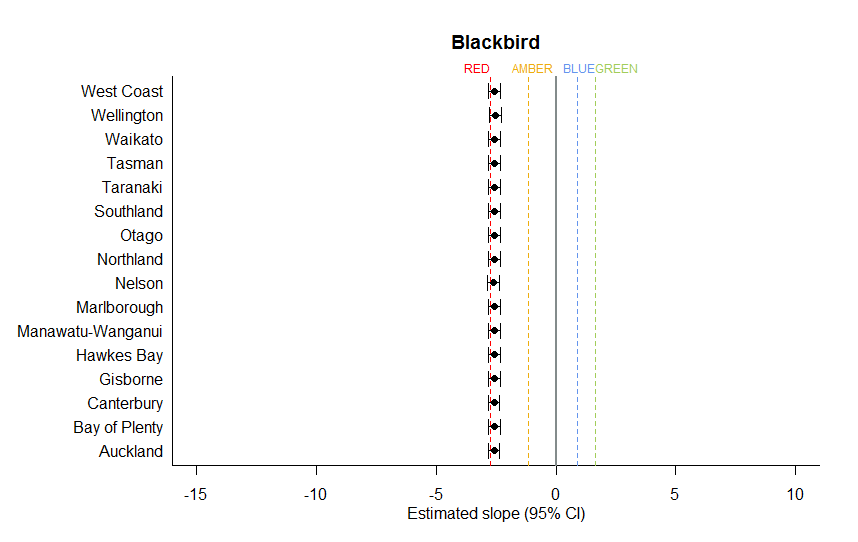 Blackbird
RED AMBER BLUE GREEN
West Coast
Wellington
Waikato
Tasman
Taranaki
Southland
Otago
Northland
Nelson
Marlborough
Manawatu-Wanganui
Hawkes Bay
Gisborne
Canterbury
Bay of Plenty
Auckland
-15 -10 -5 0 5 10
Estimated slope (95% CI)